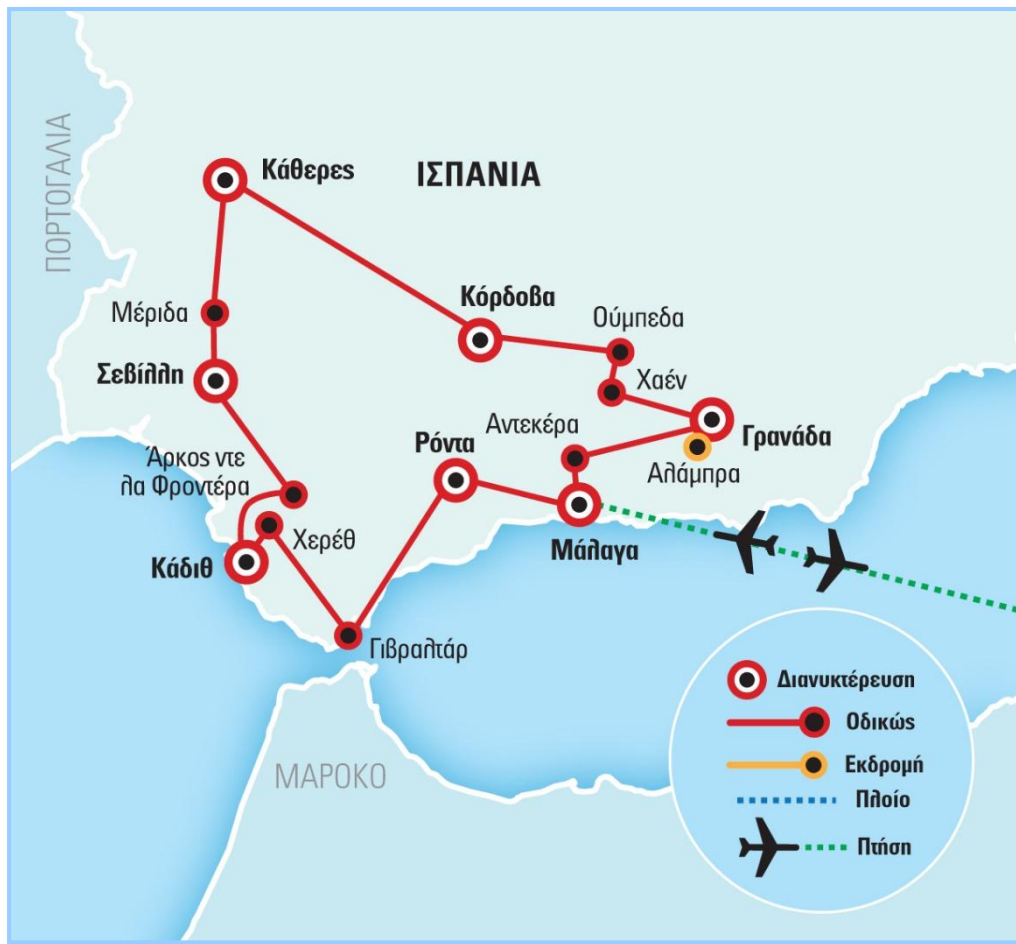 ΠΟΡΤΟΓΑΛΙΑ
Κάθερες
ΙΣΠΑΝΙΑ
Μέριδα
Κόρδοβα
Ούμπεδα
Σεβίλλη
Χαέν
Αντεκέρα
Γρανάδα
Ρόντα
Άρκος ντε
λα Φροντέρα
Αλάμπρα
Χερέθ
Μάλαγα
Κάδιθ
Γιβραλτάρ
ΜΑΡΟΚΟ
Διανυκτέρευση
Οδικώς
Εκδρομή
Πλοίο
Πτήση